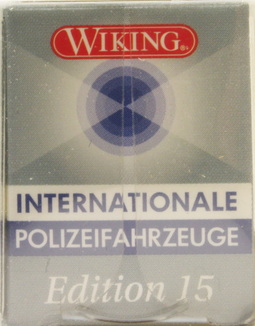 WIKING®
INTERNATIONALE
POLIZEIFAHRZEUGE
Edition 15